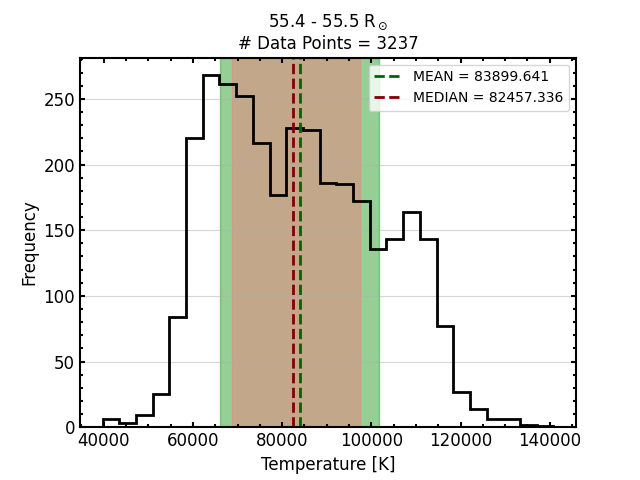 55.4 - 55.5 R⊙
# Data Points = 3237
MEAN = 83899.641
MEDIAN = 82457.336
Frequency
250
200
150
100
50
0
40000 60000 80000 100000 120000 140000
Temperature [K]